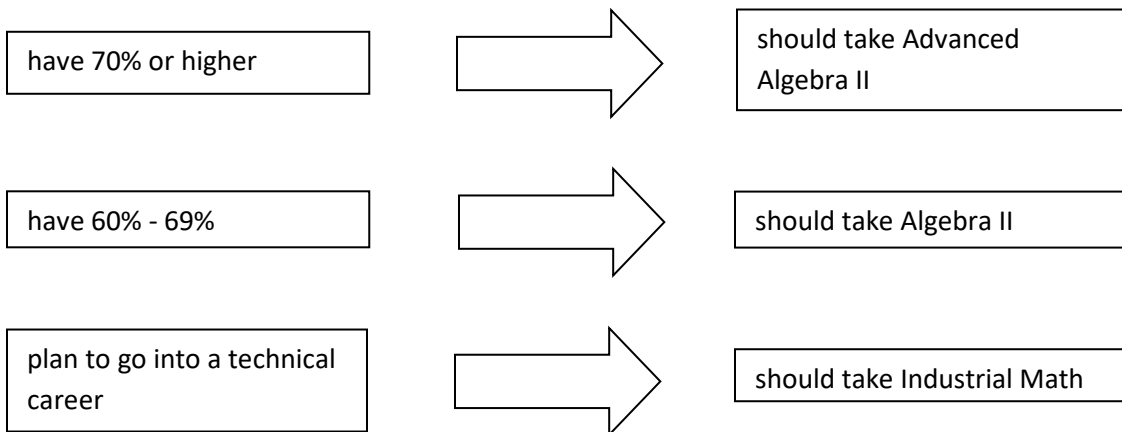 have 70% or higher
should take Advanced
Algebra II
have 60% - 69%
should take Algebra II
plan to go into a technical
career
should take Industrial Math